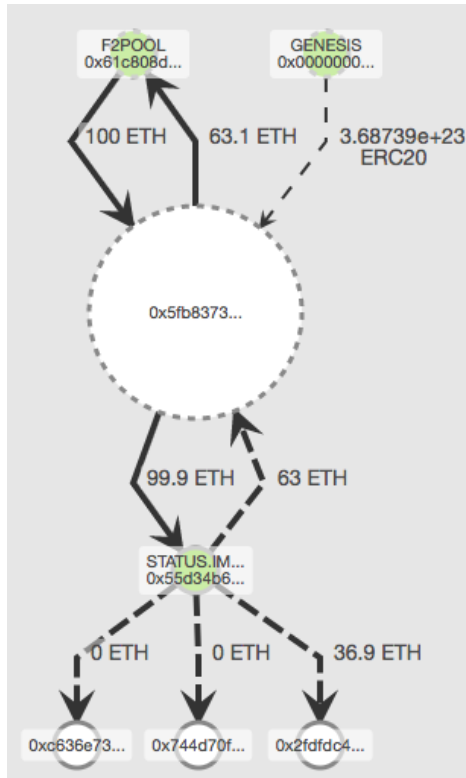 F2POOL
0x61c808d...
GENESIS
0x0000000...
100 ETH
63.1 ETH
3.68739e+23
ERC20
0x5fb8373...
99.9 ETH
63 ETH
STATUS.IM...
0x55d34b6...
0 ETH
0 ETH
36.9 ETH
0xc636e73...
0x744d70f...
0x2fdfdc4...